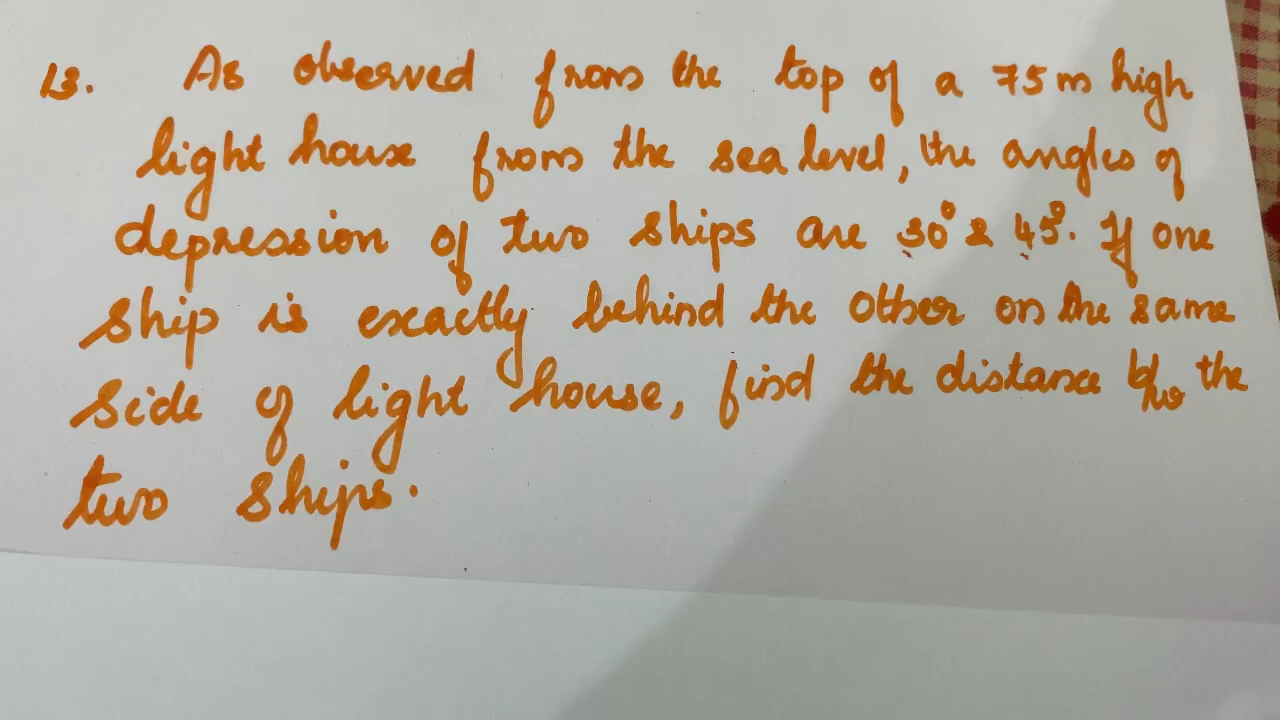 13. As observed from the top of a 75m high
light house from the sea level, the angles of
depression of two ships are 30° & 45°. If one
ship is exactly behind the other on the same
side of light house, find the distance b/w the
two ships.